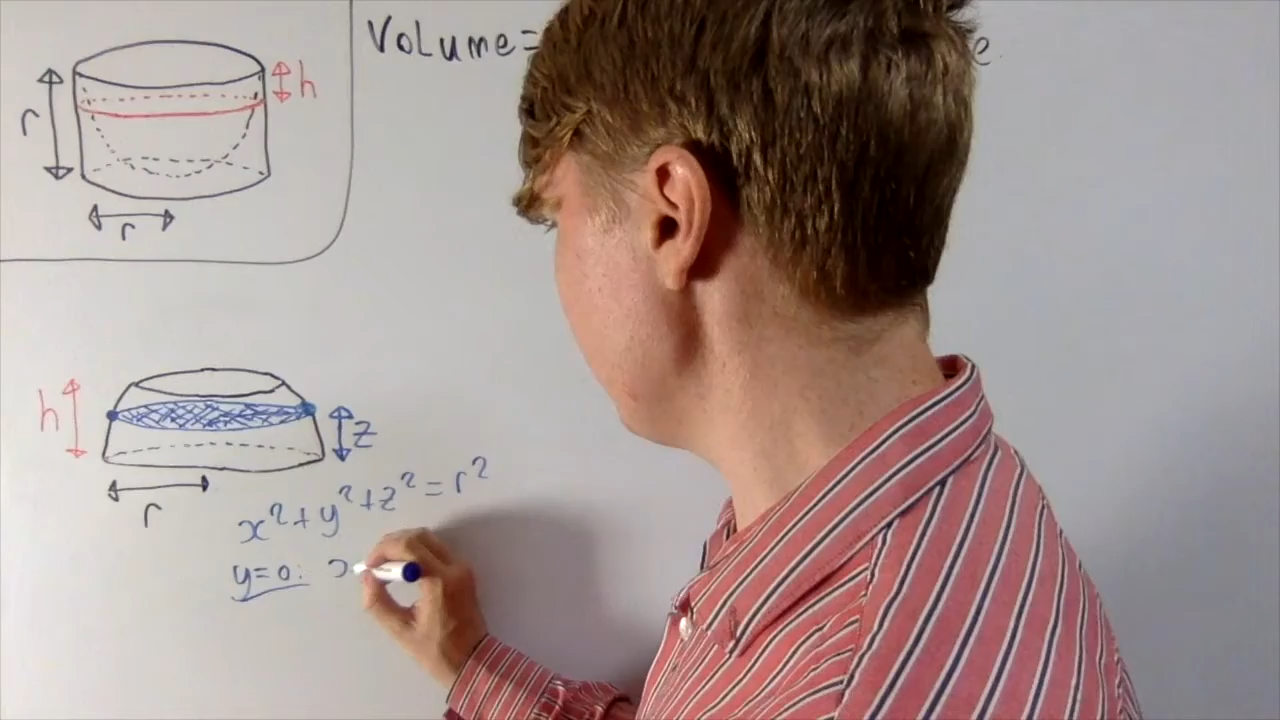 Volume=
e
r
h
r
h
z
r
x²+y²+z²=r²
y=0: x